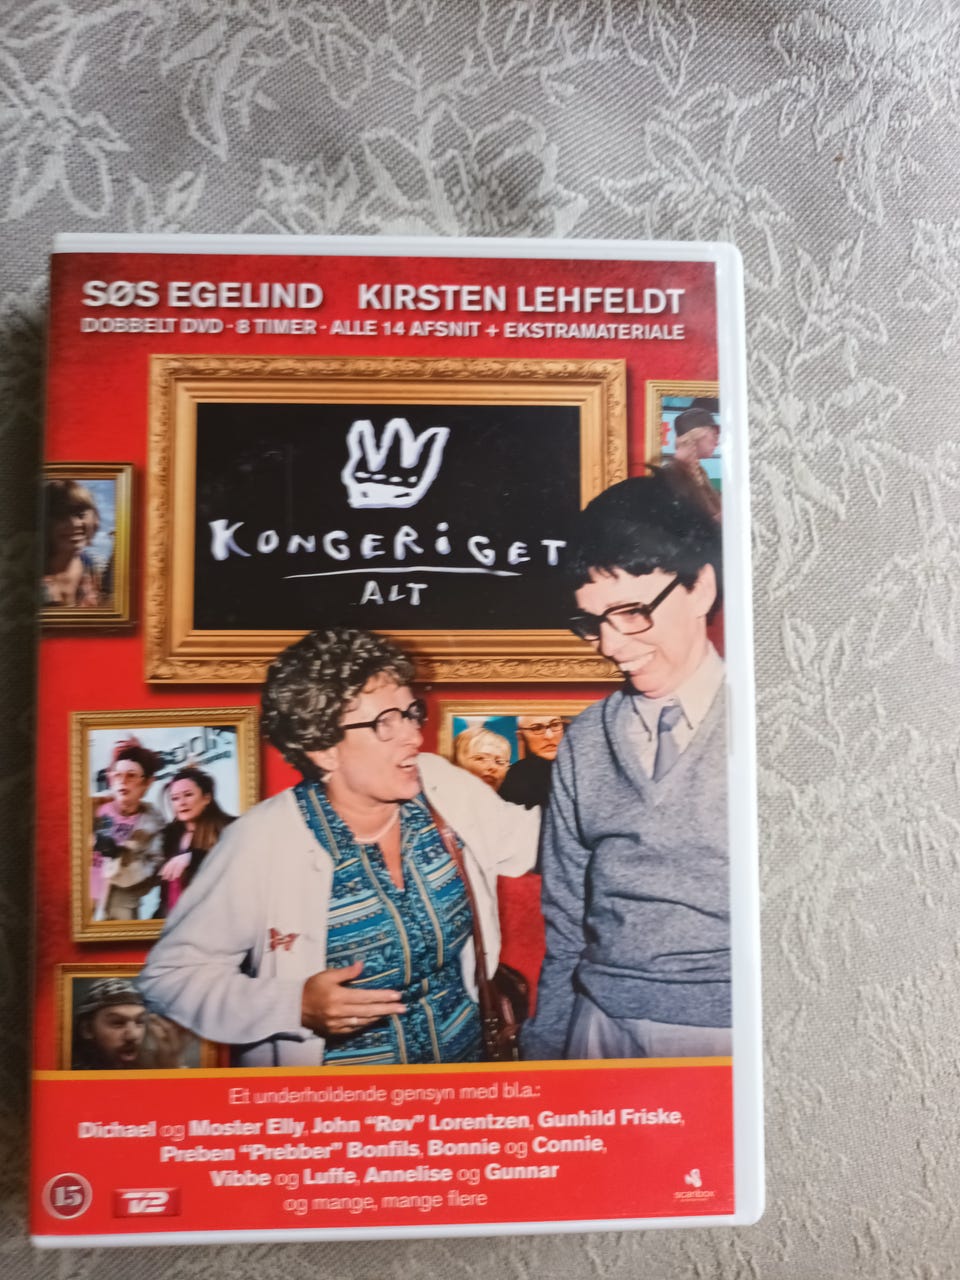 SØS EGELIND KIRSTEN LEHFELDT
DOBBELT DVD - 8 TIMER - ALLE 14 AFSNIT + EKSTRAMATERIALE
KONGERiGET
ALT
Et underholdende gensyn med bl.a.:
Dichael og Moster Elly, John "Røv" Lorentzen, Gunhild Friske,
Preben "Prebber" Bonfils, Bonnie og Connie,
Vibbe og Luffe, Annelise og Gunnar
og mange, mange flere
15
TV2
scanbox